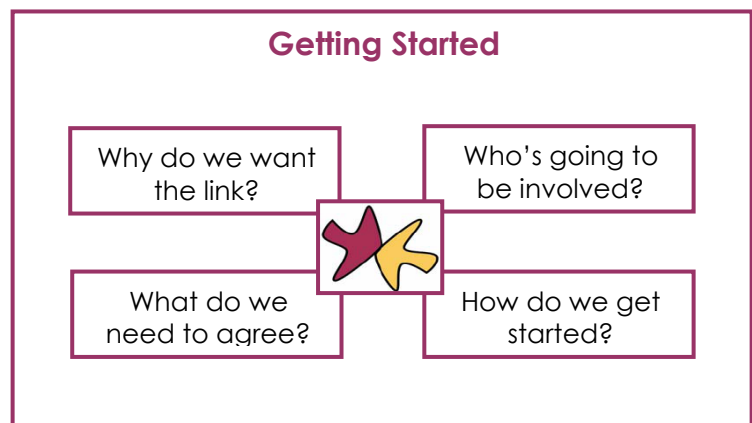 Getting Started
Why do we want
the link?
Who's going to
be involved?
What do we
need to agree?
How do we get
started?